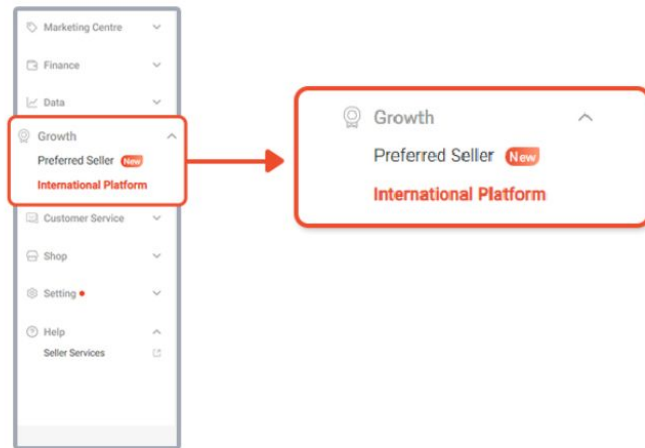 Marketing Centre
Finance
Data
Growth
Preferred Seller New
International Platform
Customer Service
Shop
Setting
Help
Seller Services
Growth
Preferred Seller New
International Platform